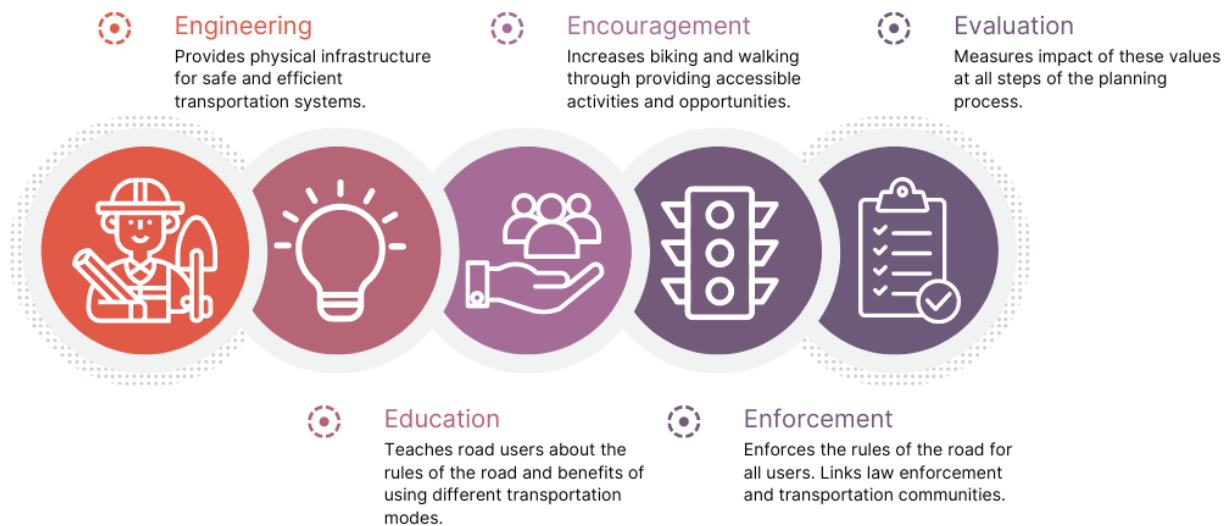 Engineering
Provides physical infrastructure
for safe and efficient
transportation systems.
Encouragement
Increases biking and walking
through providing accessible
activities and opportunities.
Evaluation
Measures impact of these values
at all steps of the planning
process.
Education
Teaches road users about the
rules of the road and benefits of
using different transportation
modes.
Enforcement
Enforces the rules of the road for
all users. Links law enforcement
and transportation communities.